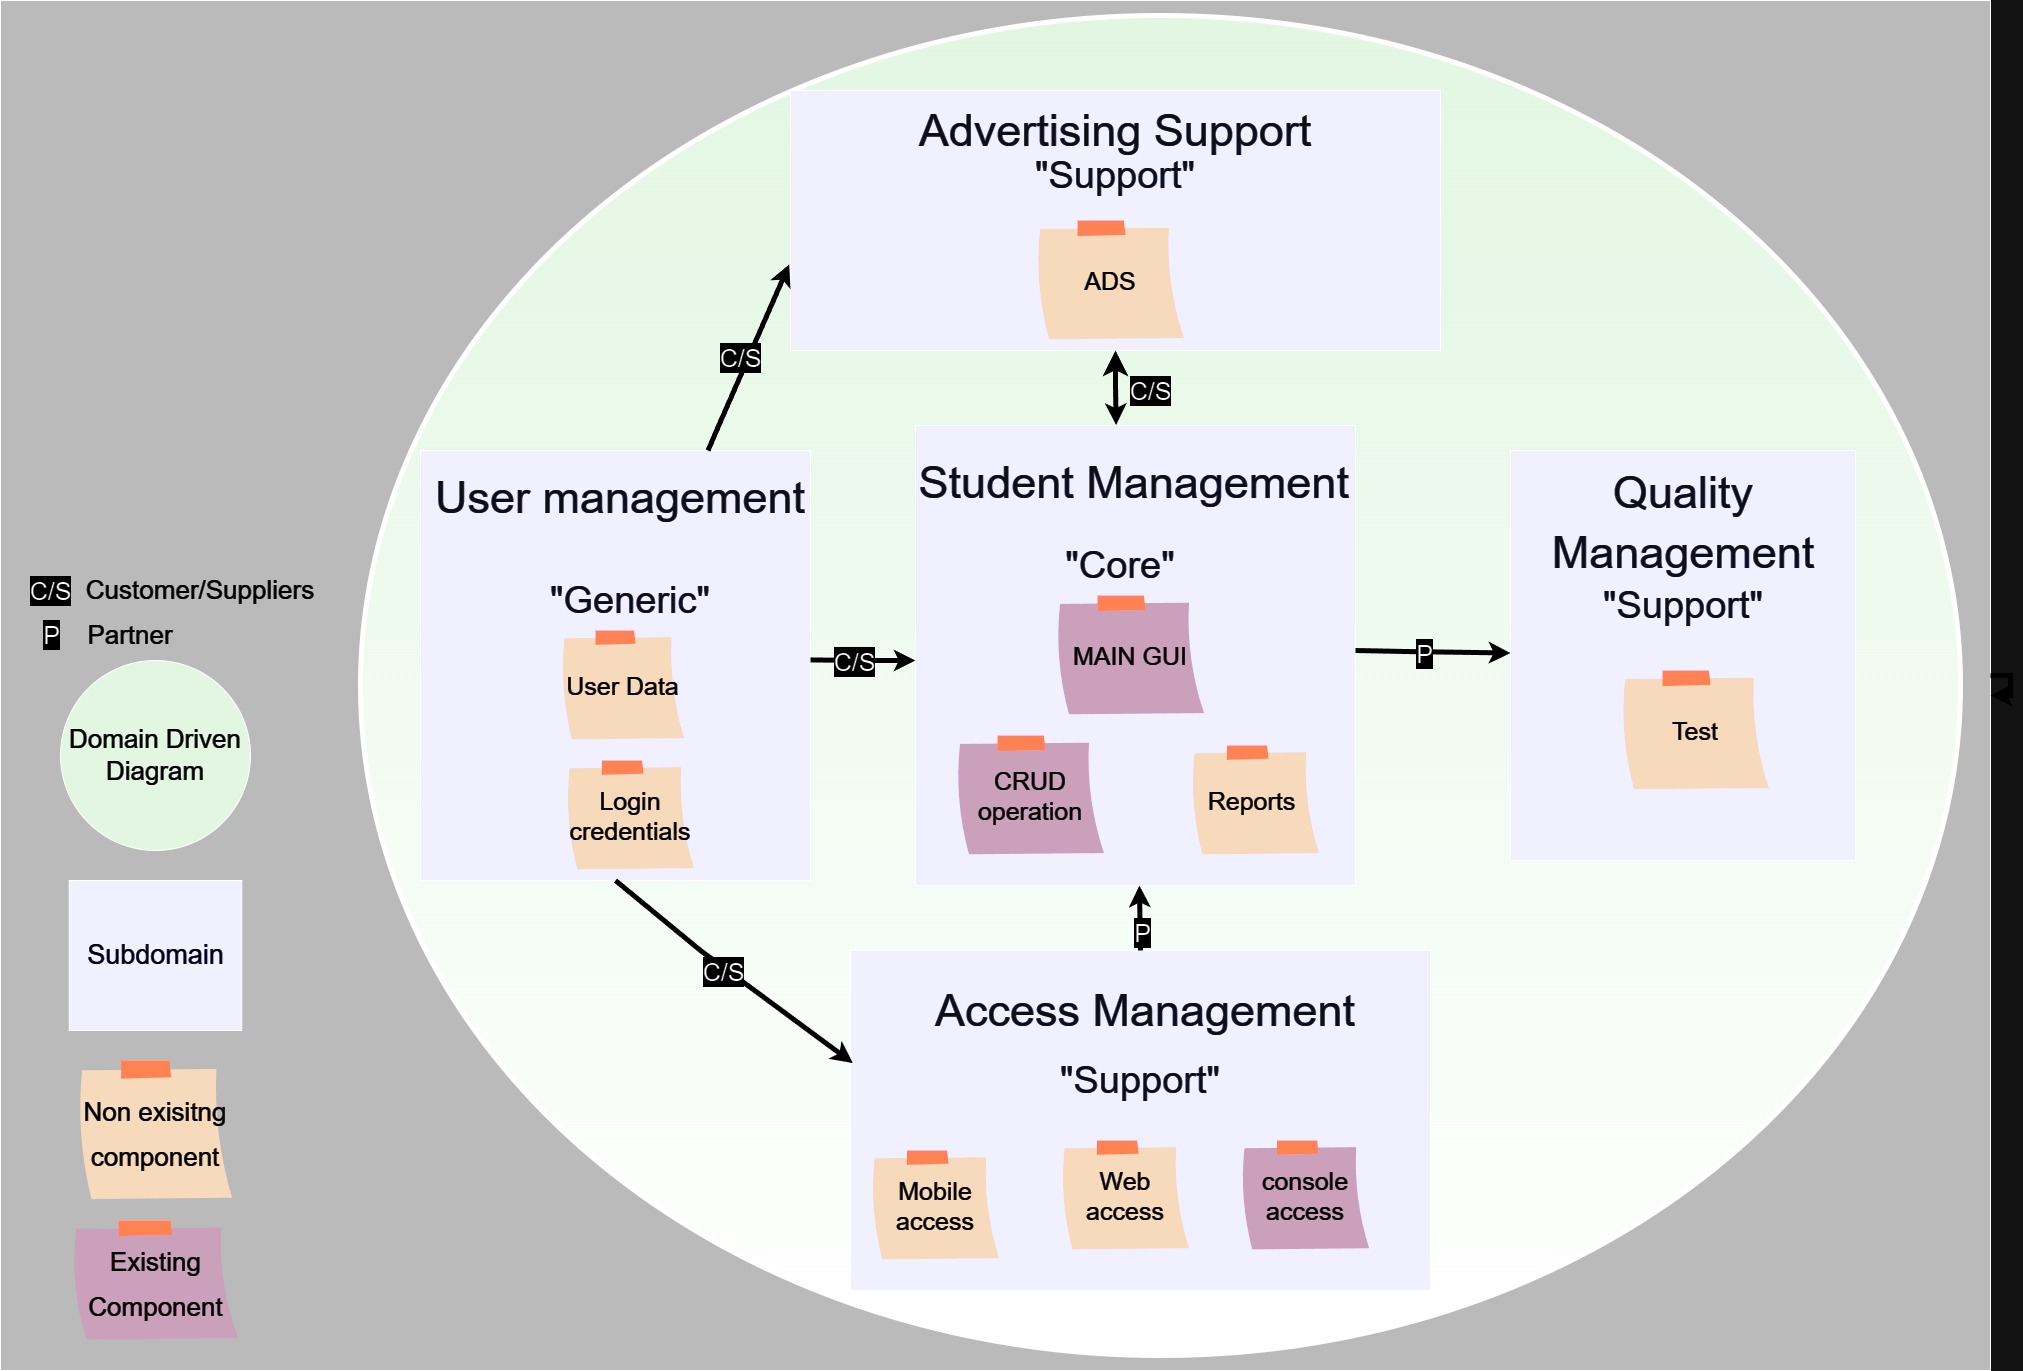 Advertising Support
"Support"
ADS
C/S
C/S
User management
"Generic"
User Data
Login
credentials
C/S
Student Management
"Core"
MAIN GUI
CRUD
operation
Reports
P
Quality
Management
"Support"
Test
C/S
P
Access Management
"Support"
Mobile
access
Web
access
console
access
C/S Customer/Suppliers
P Partner
Domain Driven
Diagram
Subdomain
Non exisitng
component
Existing
Component